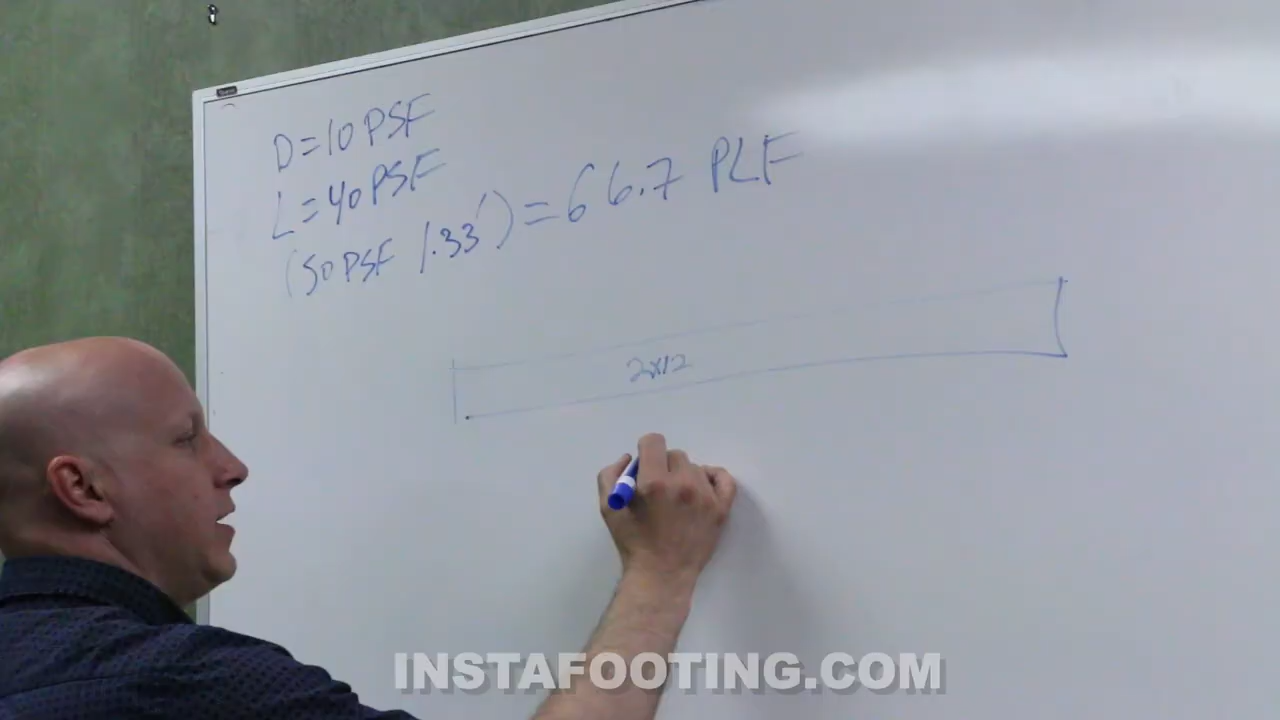 D=10 PSF
L=40 PSF
(50 PSF 1.33') = 66.7 PLF
2x12
INSTAFOOTING.COM